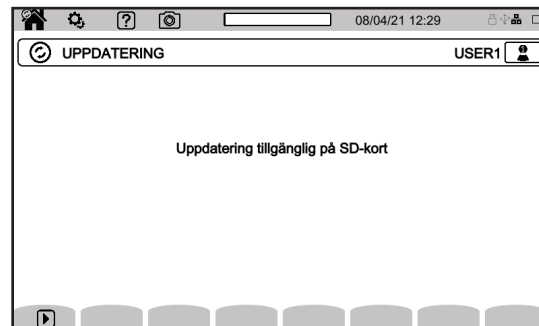 ? 08/04/21 12:29
UPPDATERING USER1
Uppdatering tillgänglig på SD-kort